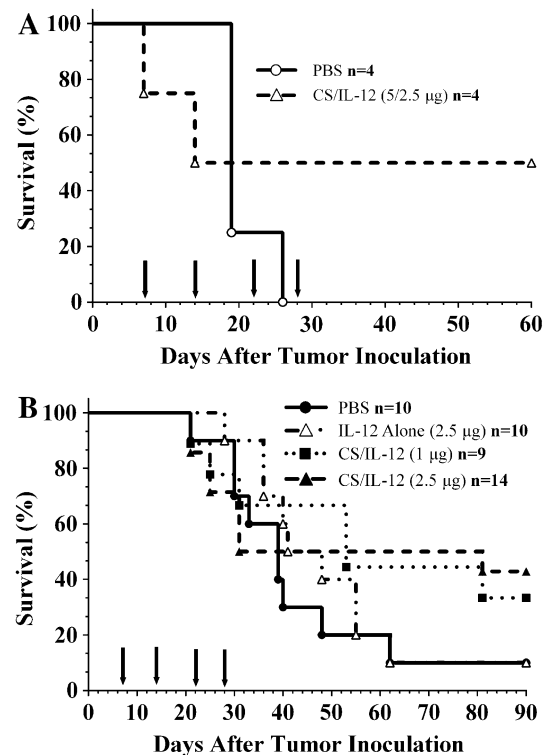 A
Survival (%)
100
80
60
40
20
0
PBS n=4
CS/IL-12 (5/2.5 μg) n=4
0 10 20 30 40 50 60
Days After Tumor Inoculation
B
Survival (%)
100
80
60
40
20
0
PBS n=10
IL-12 Alone (2.5 μg) n=10
CS/IL-12 (1 μg) n=9
CS/IL-12 (2.5 μg) n=14
0 10 20 30 40 50 60 70 80 90
Days After Tumor Inoculation